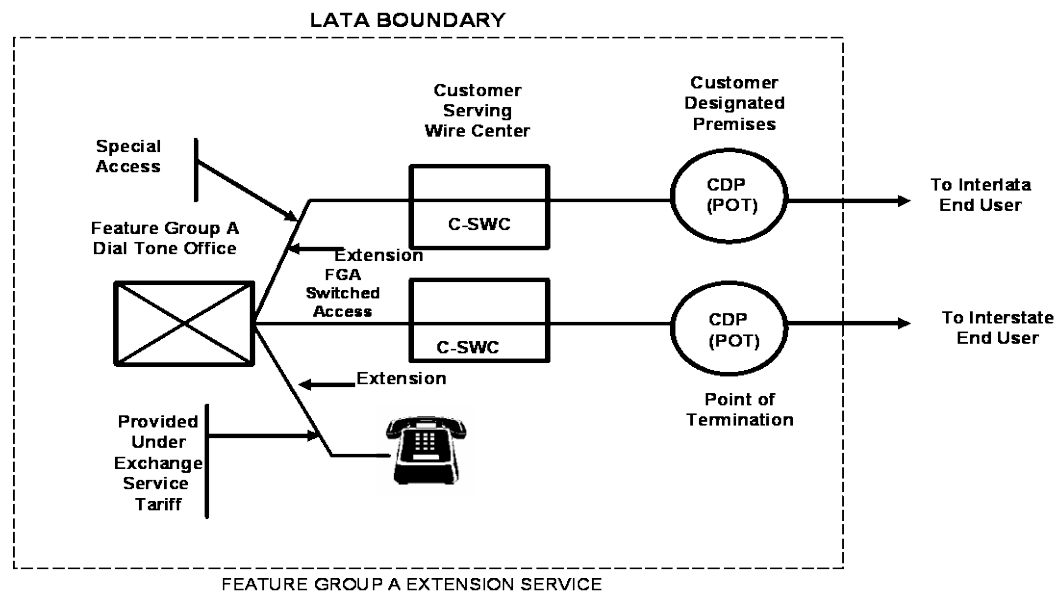 LATA BOUNDARY
Customer
Serving
Wire Center
Customer
Designated
Premises
Special
Access
CDP
(POT)
To Interlata
End User
C-SWC
Feature Group A
Dial Tone Office
Extension
FGA
Switched
Access
CDP
(POT)
To Interstate
End User
C-SWC
Extension
Point of
Termination
Provided
Under
Exchange
Service
Tariff
FEATURE GROUP A EXTENSION SERVICE